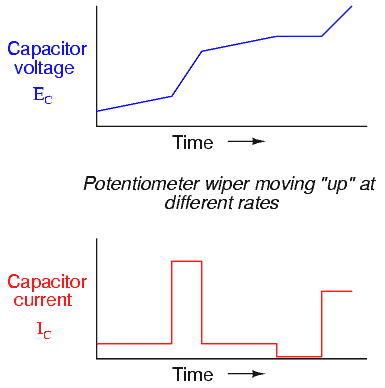 Capacitor
voltage
EC
Time
Potentiometer wiper moving "up" at
different rates
Capacitor
current
IC
Time